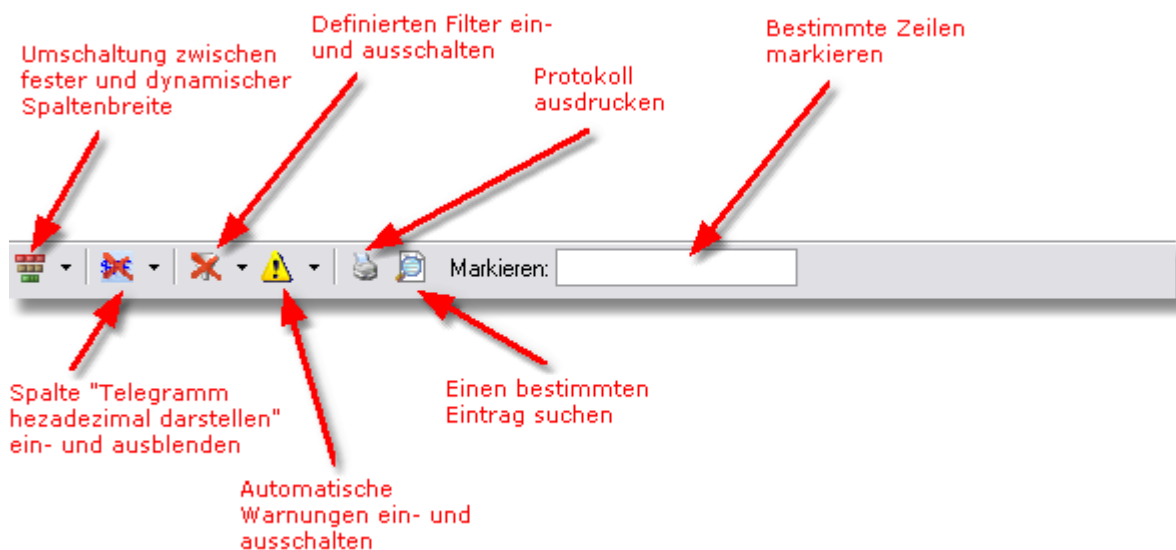 Umschaltung zwischen
fester und dynamischer
Spaltenbreite
Definierten Filter ein-
und ausschalten
Protokoll
ausdrucken
Bestimmte Zeilen
markieren
Markieren:
Spalte "Telegramm
hezadezimal darstellen"
ein- und ausblenden
Automatische
Warnungen ein- und
ausschalten
Einen bestimmten
Eintrag suchen